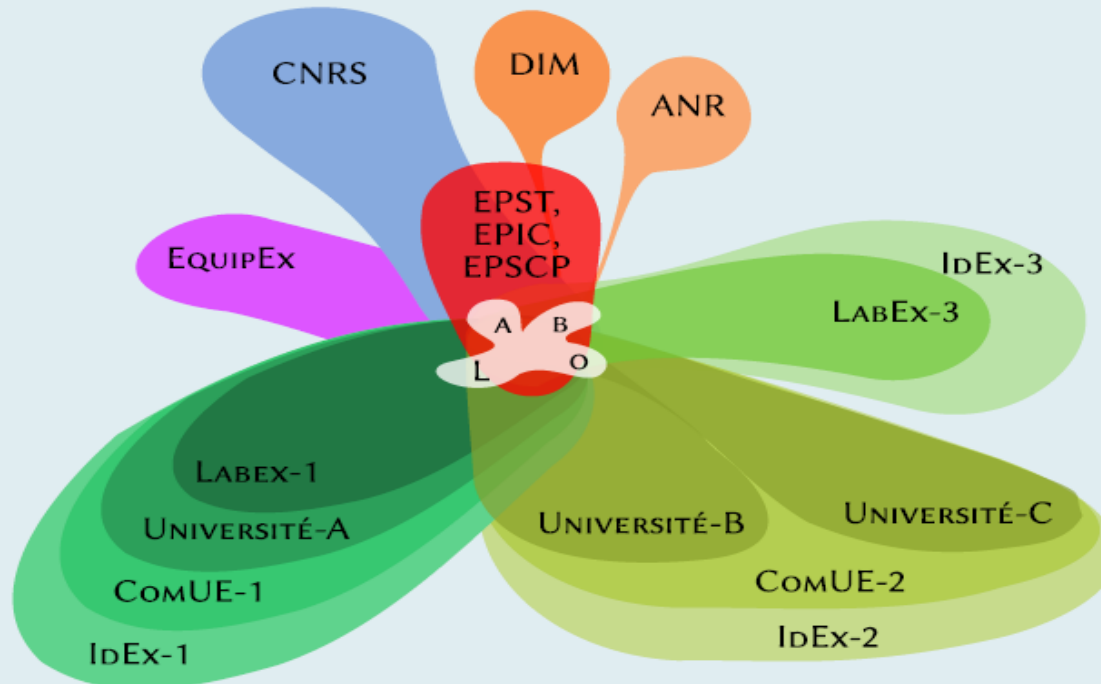 CNRS
DIM
ANR
EPST,
EPIC,
EPSCP
EquipEx
IdEx-3
LabEx-3
A
B
L
O
Labex-1
Université-A
ComUE-1
IdEx-1
Université-B
Université-C
ComUE-2
IdEx-2